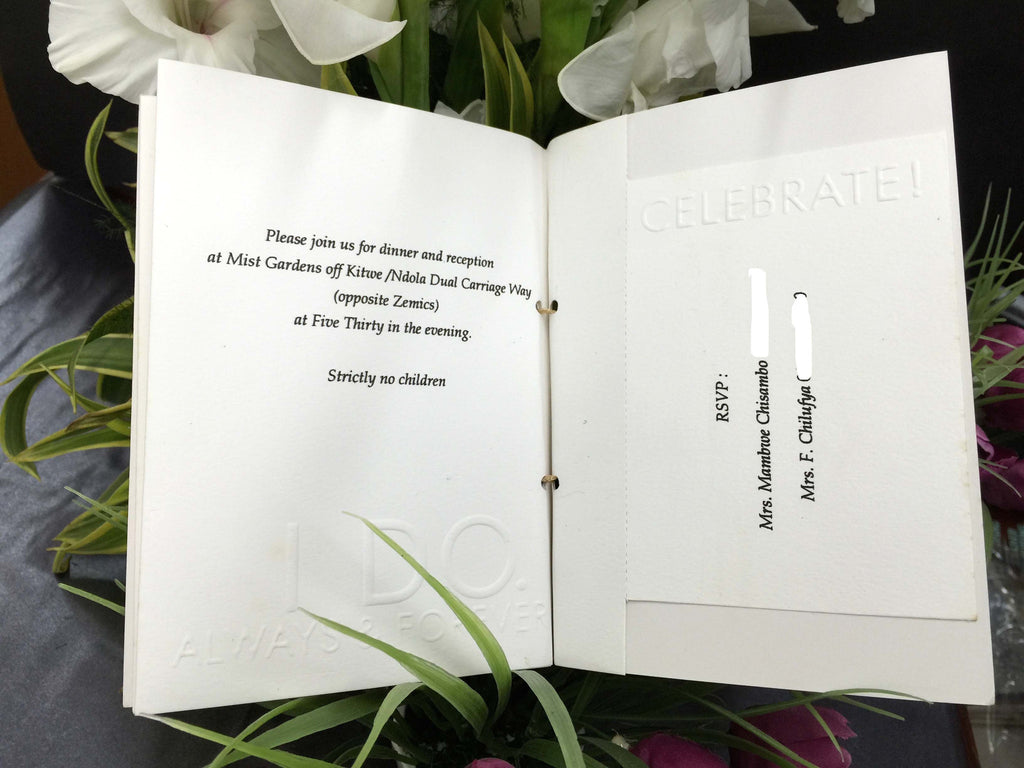 Please join us for dinner and reception
at Mist Gardens off Kitwe /Ndola Dual Carriage Way
(opposite Zemics)
at Five Thirty in the evening.
Strictly no children
I DO.
ALWAYS & FOREVER
CELEBRATE!
RSVP :
Mrs. Mambwe Chisambo
Mrs. F. Chilufya ( )